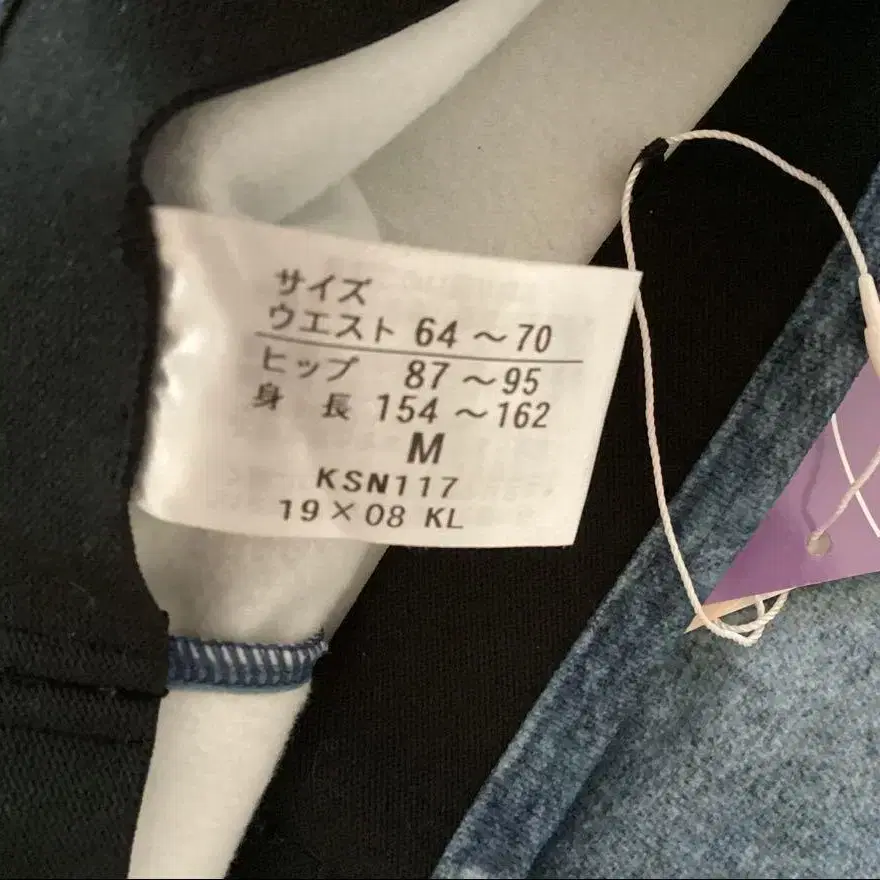 サイズ
ウエスト 64 ～70
ヒップ 87 ～95
身 長 154 ～162
M
KSN117
19×08 KL